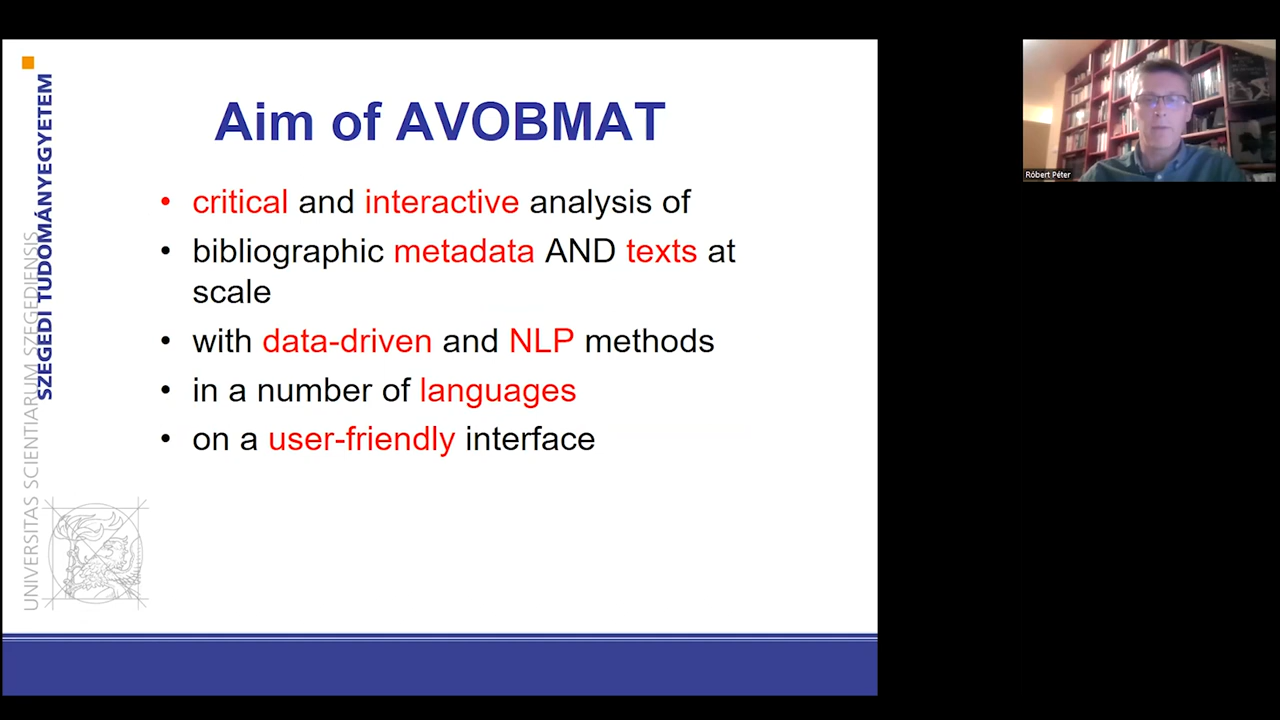 Aim of AVOBMAT
• critical and interactive analysis of
• bibliographic metadata AND texts at
scale
• with data-driven and NLP methods
• in a number of languages
• on a user-friendly interface
SZEGEDI TUDOMÁNYEGYETEM
UNIVERSITAS SCIENTIARUM SZEGEDIENSIS
Róbert Péter